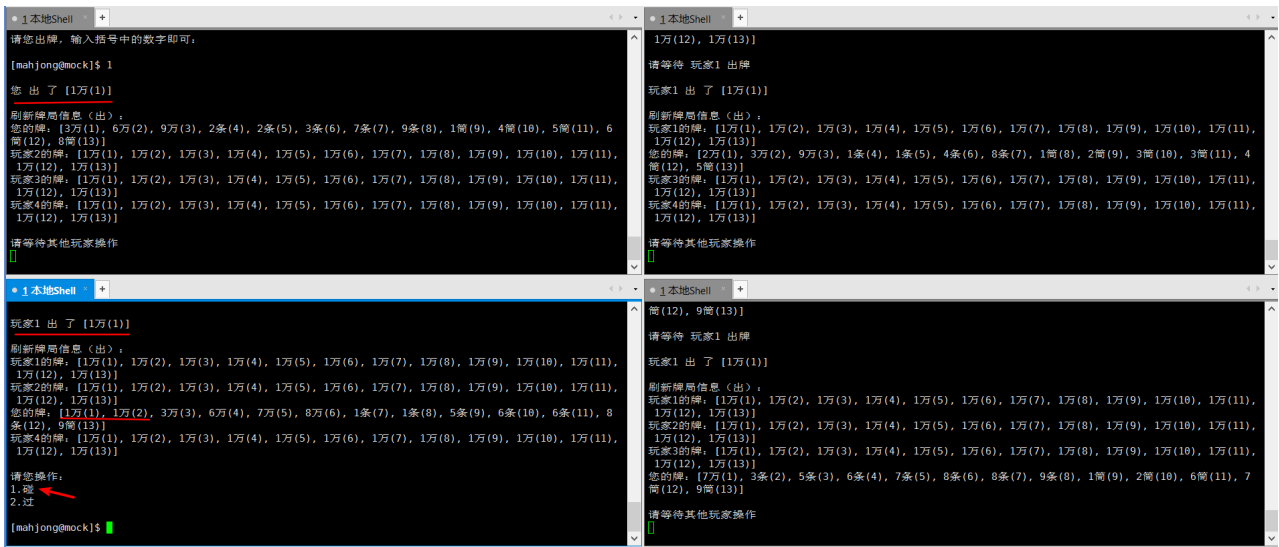 1 本地Shell × +
请您出牌，输入括号中的数字即可：
[mahjong@mock]$ 1
您 出 了 [1万(1)]
刷新牌局信息（出）：
您的牌：[3万(1), 6万(2), 9万(3), 2条(4), 2条(5), 3条(6), 7条(7), 9条(8), 1筒(9), 4筒(10), 5筒(11), 6
筒(12), 8筒(13)]
玩家2的牌：[1万(1), 1万(2), 1万(3), 1万(4), 1万(5), 1万(6), 1万(7), 1万(8), 1万(9), 1万(10), 1万(11),
1万(12), 1万(13)]
玩家3的牌：[1万(1), 1万(2), 1万(3), 1万(4), 1万(5), 1万(6), 1万(7), 1万(8), 1万(9), 1万(10), 1万(11),
1万(12), 1万(13)]
玩家4的牌：[1万(1), 1万(2), 1万(3), 1万(4), 1万(5), 1万(6), 1万(7), 1万(8), 1万(9), 1万(10), 1万(11),
1万(12), 1万(13)]
请等待其他玩家操作
1 本地Shell × +
1万(12), 1万(13)]
请等待 玩家1 出牌
玩家1 出 了 [1万(1)]
刷新牌局信息（出）：
玩家1的牌：[1万(1), 1万(2), 1万(3), 1万(4), 1万(5), 1万(6), 1万(7), 1万(8), 1万(9), 1万(10), 1万(11),
1万(12), 1万(13)]
您的牌：[2万(1), 3万(2), 9万(3), 1条(4), 1条(5), 4条(6), 8条(7), 1筒(8), 2筒(9), 3筒(10), 3筒(11), 4
筒(12), 5筒(13)]
玩家3的牌：[1万(1), 1万(2), 1万(3), 1万(4), 1万(5), 1万(6), 1万(7), 1万(8), 1万(9), 1万(10), 1万(11),
1万(12), 1万(13)]
玩家4的牌：[1万(1), 1万(2), 1万(3), 1万(4), 1万(5), 1万(6), 1万(7), 1万(8), 1万(9), 1万(10), 1万(11),
1万(12), 1万(13)]
请等待其他玩家操作
1 本地Shell × +
玩家1 出 了 [1万(1)]
刷新牌局信息（出）：
玩家1的牌：[1万(1), 1万(2), 1万(3), 1万(4), 1万(5), 1万(6), 1万(7), 1万(8), 1万(9), 1万(10), 1万(11),
1万(12), 1万(13)]
玩家2的牌：[1万(1), 1万(2), 1万(3), 1万(4), 1万(5), 1万(6), 1万(7), 1万(8), 1万(9), 1万(10), 1万(11),
1万(12), 1万(13)]
您的牌：[1万(1), 1万(2), 3万(3), 6万(4), 7万(5), 8万(6), 1条(7), 1条(8), 5条(9), 6条(10), 6条(11), 8
条(12), 9筒(13)]
玩家4的牌：[1万(1), 1万(2), 1万(3), 1万(4), 1万(5), 1万(6), 1万(7), 1万(8), 1万(9), 1万(10), 1万(11),
1万(12), 1万(13)]
请您操作：
1.碰
2.过
[mahjong@mock]$
1 本地Shell × +
筒(12), 9筒(13)]
请等待 玩家1 出牌
玩家1 出 了 [1万(1)]
刷新牌局信息（出）：
玩家1的牌：[1万(1), 1万(2), 1万(3), 1万(4), 1万(5), 1万(6), 1万(7), 1万(8), 1万(9), 1万(10), 1万(11),
1万(12), 1万(13)]
玩家2的牌：[1万(1), 1万(2), 1万(3), 1万(4), 1万(5), 1万(6), 1万(7), 1万(8), 1万(9), 1万(10), 1万(11),
1万(12), 1万(13)]
玩家3的牌：[1万(1), 1万(2), 1万(3), 1万(4), 1万(5), 1万(6), 1万(7), 1万(8), 1万(9), 1万(10), 1万(11),
1万(12), 1万(13)]
您的牌：[7万(1), 3条(2), 5条(3), 6条(4), 7条(5), 8条(6), 8条(7), 9条(8), 1筒(9), 2筒(10), 6筒(11), 7
筒(12), 9筒(13)]
请等待其他玩家操作